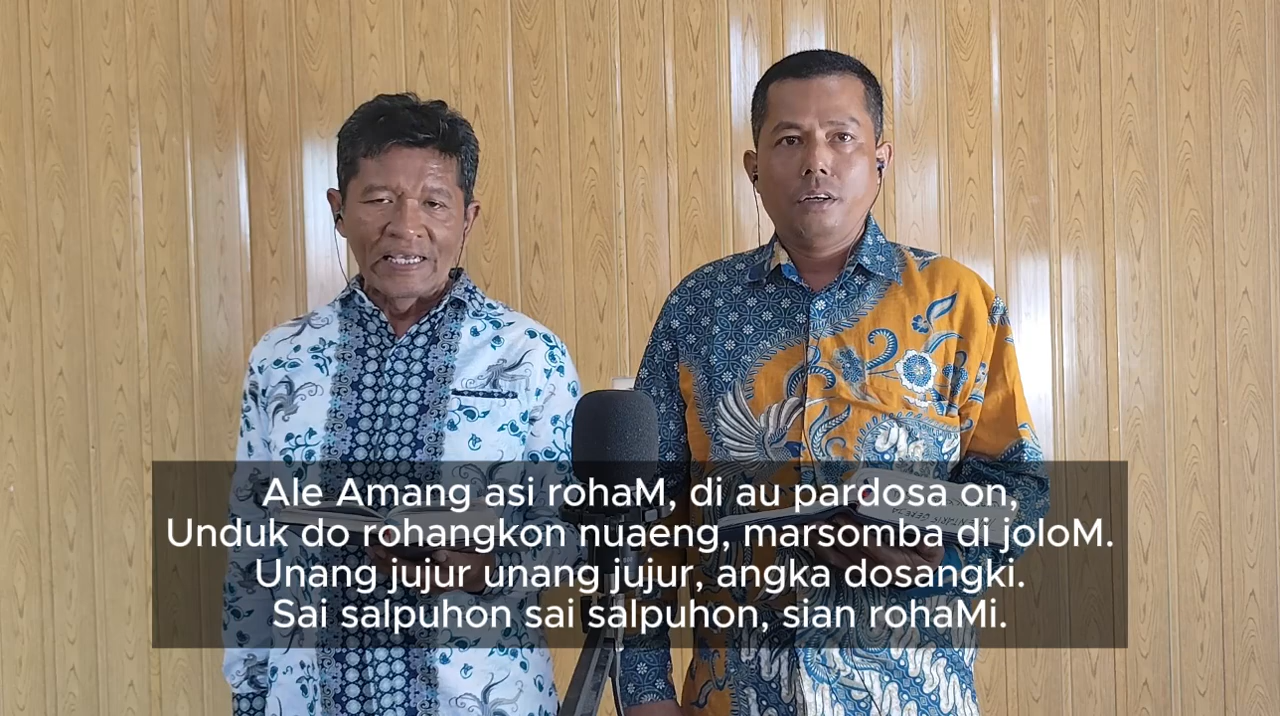 Ale Amang asi rohaM, di au pardosa on,
Unduk do rohangkon nuaeng, marsomba di joloM.
Unang jujur unang jujur, angka dosangki.
Sai salpuhon sai salpuhon, sian rohaMi.